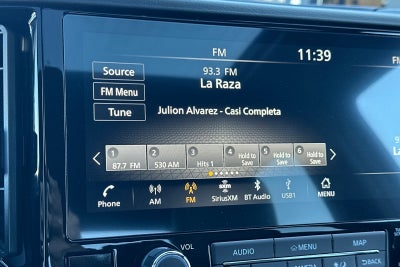 FM
11:39
Source
93.3 FM
La Raza
FM Menu
Tune
Julion Alvarez - Casi Completa
1 2 3 4 5 6
87.7 FM 530 AM Hits 1 Hold to Save Hold to Save Hold to Save
Phone AM FM SiriusXM BT Audio USB1 MENU
VOL AUDIO MENU MAP
BACK